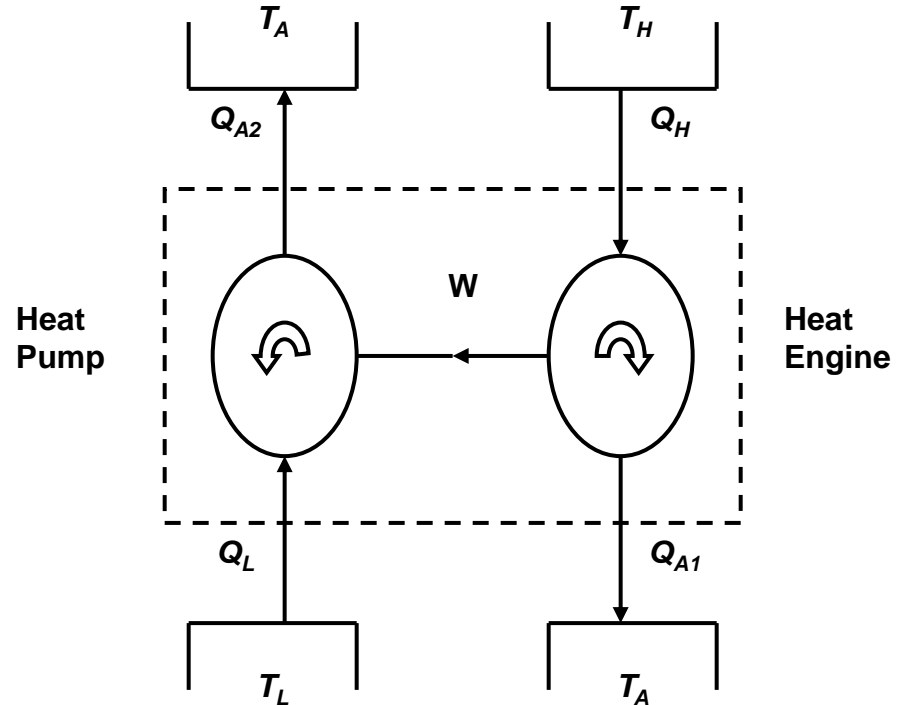 T_A
T_H
Q_A2
Q_H
W
Heat
Pump
Heat
Engine
Q_L
Q_A1
T_L
T_A